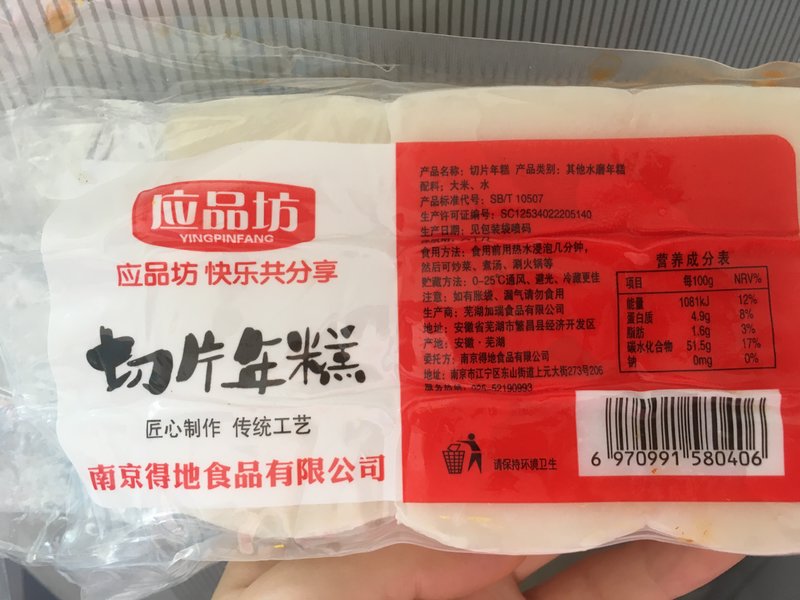 应品坊
YINGPINFANG
应品坊 快乐共分享
切片年糕
匠心制作 传统工艺
南京得地食品有限公司
产品名称：切片年糕 产品类别：其他水磨年糕
配料：大米、水
产品标准代号：SB/T 10507
生产许可证编号：SC12534022205140
生产日期：见包装袋喷码
食用方法：食用前用热水浸泡几分钟，
然后可炒菜、煮汤、涮火锅等
贮藏方法：0-25℃通风、避光、冷藏更佳
注意：如有胀袋、漏气请勿食用
生产商：芜湖加瑞食品有限公司
地址：安徽省芜湖市繁昌县经济开发区
产地：安徽·芜湖
委托方：南京得地食品有限公司
地址：南京市江宁区东山街道上元大街273号206
服务热线：025-52190993
营养成分表
项目 每100g NRV%
能量 1081kJ 12%
蛋白质 4.9g 8%
脂肪 1.6g 3%
碳水化合物 51.5g 17%
钠 0mg 0%
请保持环境卫生
6 970991 580406